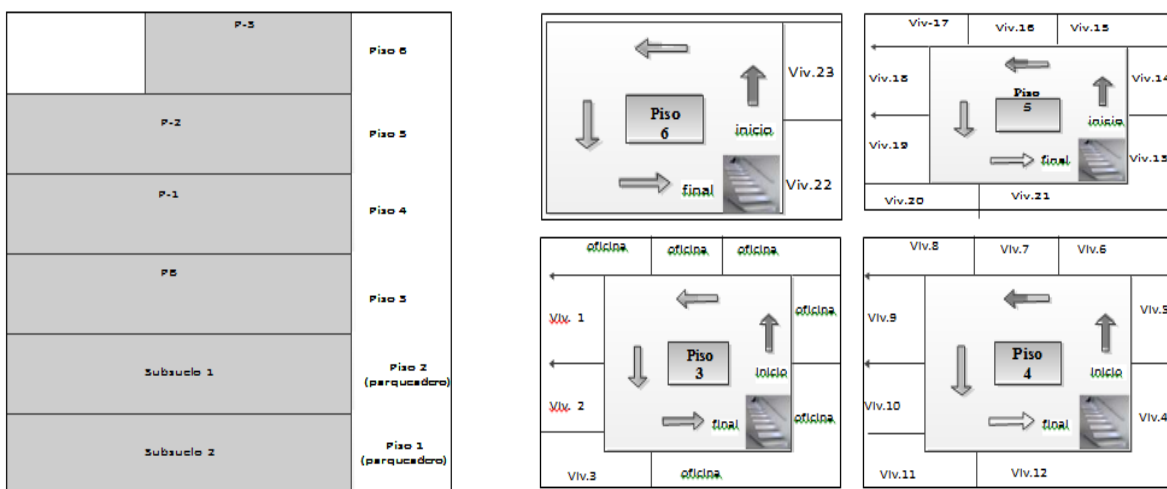 P-3
Piso 6
P-2
Piso 5
P-1
Piso 4
PB
Piso 3
Subsuelo 1
Piso 2
(parqueadero)
Subsuelo 2
Piso 1
(parqueadero)
Viv.23
Piso
6
inicio
final
Viv.22
Viv-17
Viv.16
Viv.15
Viv.18
Viv.14
Piso
5
inicio
Viv.19
final
Viv.13
Viv.20
Viv.21
oficina
oficina
oficina
Viv. 1
oficina
Piso
3
inicio
Viv. 2
final
oficina
Viv.3
oficina
Viv.8
Viv.7
Viv.6
Viv.9
Viv.5
Piso
4
inicio
Viv.10
final
Viv.4
Viv.11
Viv.12